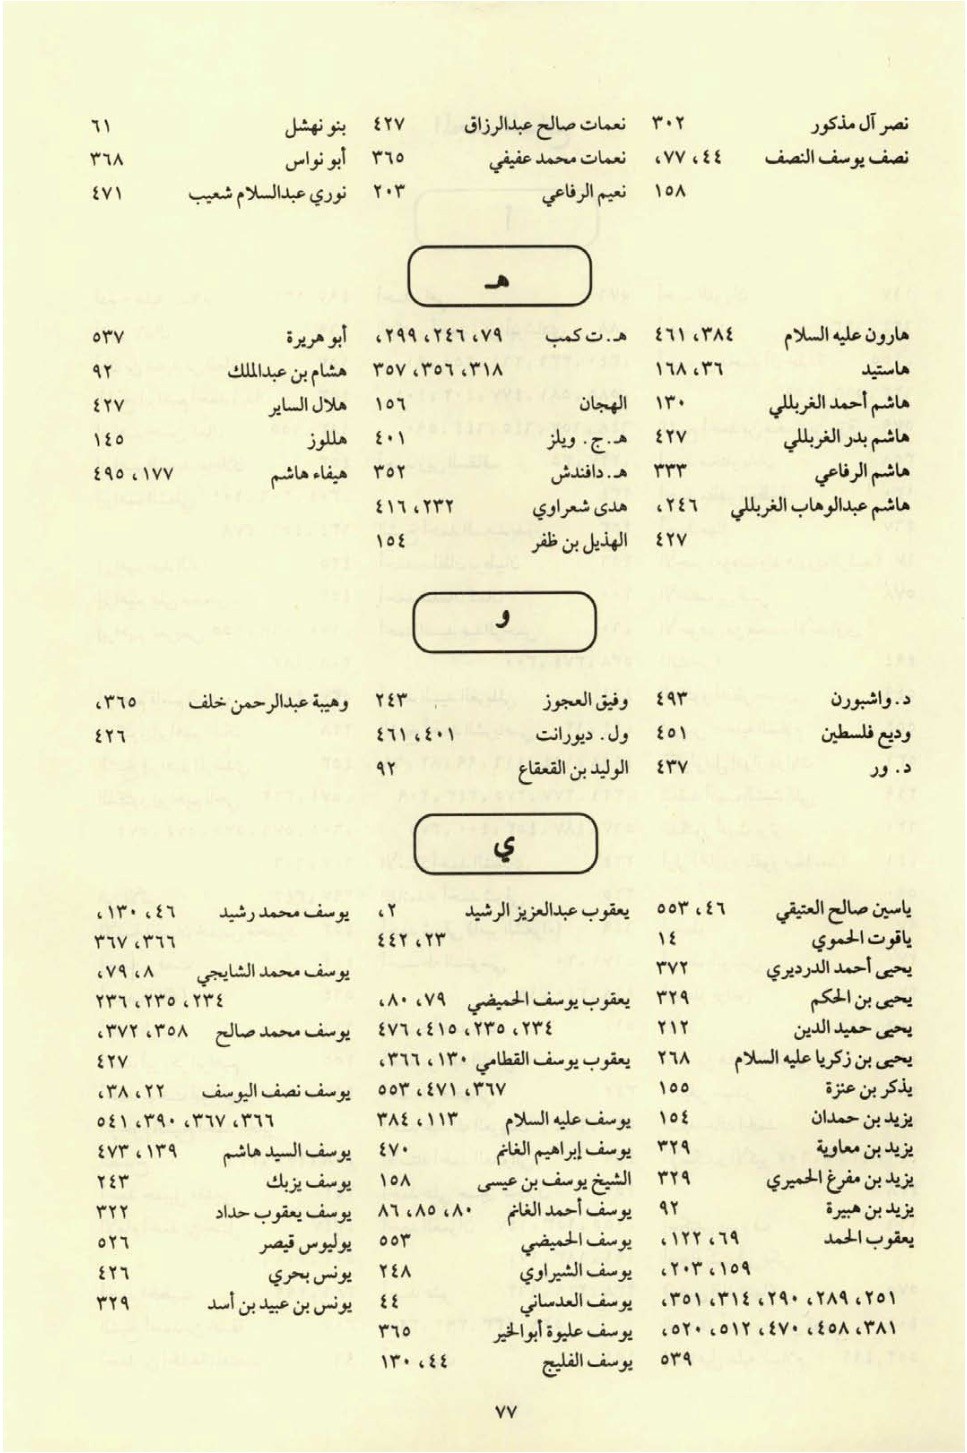 نصر آل مذكور ٣٠٢
نصف يوسف النصف ٤٤، ٧٧،
١٥٨
نعمات صالح عبدالرزاق ٤٢٧
نعمات محمد عفيفي ٣٦٥
نعيم الرفاعي ٢٠٣
بنو نهشل ٦١
أبو نواس ٣٦٨
نوري عبدالسلام شعيب ٤٧١
هـ
هارون عليه السلام ٣٨٤، ٤٦١
هاستيد ٣٦، ١٦٨
هاشم أحمد الغربللي ١٣٠
هاشم بدر الغربللي ٤٢٧
هاشم الرفاعي ٣٣٣
هاشم عبدالوهاب الغربللي ٢٤٦،
٤٢٧
هـ.ت كمب ٧٩، ٢٤٦، ٢٩٩،
٣١٨، ٣٥٦، ٣٥٧
الهجان ١٥٦
هـ.ج. ويلز ٤٠١
هـ.دافندش ٣٥٢
هدى شعراوي ٢٣٢، ٤١٦
الهذيل بن ظفر ١٥٤
أبو هريرة ٥٣٧
هشام بن عبدالملك ٩٢
هلال الساير ٤٢٧
هللوز ١٤٥
هيفاء هاشم ١٧٧، ٤٩٥
و
د.واشبورن ٤٩٣
وديع فلسطين ٤٥١
د. ور ٤٣٧
وفيق العجوز ٢٤٣
ول. ديورانت ٤٠١، ٤٦١
الوليد بن القعقاع ٩٢
وهيبة عبدالرحمن خلف ٣٦٥،
٤٢٦
ي
ياسين صالح العتيقي ٤٦، ٥٥٣
ياقوت الحموي ١٤
يحيى أحمد الدرديري ٣٧٢
يحيى بن الحكم ٣٢٩
يحيى حميد الدين ٢١٢
يحيى بن زكريا عليه السلام ٢٦٨
يذكر بن عنزة ١٥٥
يزيد بن حمدان ١٥٤
يزيد بن معاوية ٣٢٩
يزيد بن مفرغ الحميري ٣٢٩
يزيد بن هبيرة ٩٢
يعقوب الحمد ٦٩، ١٢٢،
١٥٩، ٢٠٣،
٢٥١، ٢٨٩، ٢٩٠، ٣١٤، ٣٥١،
٣٨١، ٤٥٨، ٤٧٠، ٥١٢، ٥٢٠،
٥٣٩
يعقوب عبدالعزيز الرشيد ٢،
٢٣، ٤٤٢
يعقوب يوسف الحميضي ٧٩، ٨٠،
٢٣٤، ٢٣٥، ٤١٥، ٤٧٦
يعقوب يوسف القطامي ١٣٠، ٣٦٦،
٣٦٧، ٤٧١، ٥٥٣
يوسف عليه السلام ١١٣، ٣٨٤
يوسف إبراهيم الغانم ٤٧٠
الشيخ يوسف بن عيسى ١٥٨
يوسف أحمد الغانم ٨٠، ٨٥، ٨٦
يوسف الحميضي ٥٥٣
يوسف الشيراوي ٢٤٨
يوسف العدساني ٤٤
يوسف عليوة أبوالخير ٣٦٥
يوسف الفليج ٤٤، ١٣٠
يوسف محمد رشيد ٤٦، ١٣٠،
٣٦٦، ٣٦٧
يوسف محمد الشايجي ٨، ٧٩،
٢٣٤، ٢٣٥، ٢٣٦
يوسف محمد صالح ٣٥٨، ٣٧٢،
٤٢٧
يوسف نصف اليوسف ٢٢، ٣٨،
٣٦٦، ٣٦٧، ٣٩٠، ٥٤١
يوسف السيد هاشم ١٣٩، ٤٧٣
يوسف يزبك ٢٤٣
يوسف يعقوب حداد ٣٢٢
يوليوس قيصر ٥٢٦
يونس بحري ٤٢٦
يونس بن عبيد بن أسد ٣٢٩
٧٧